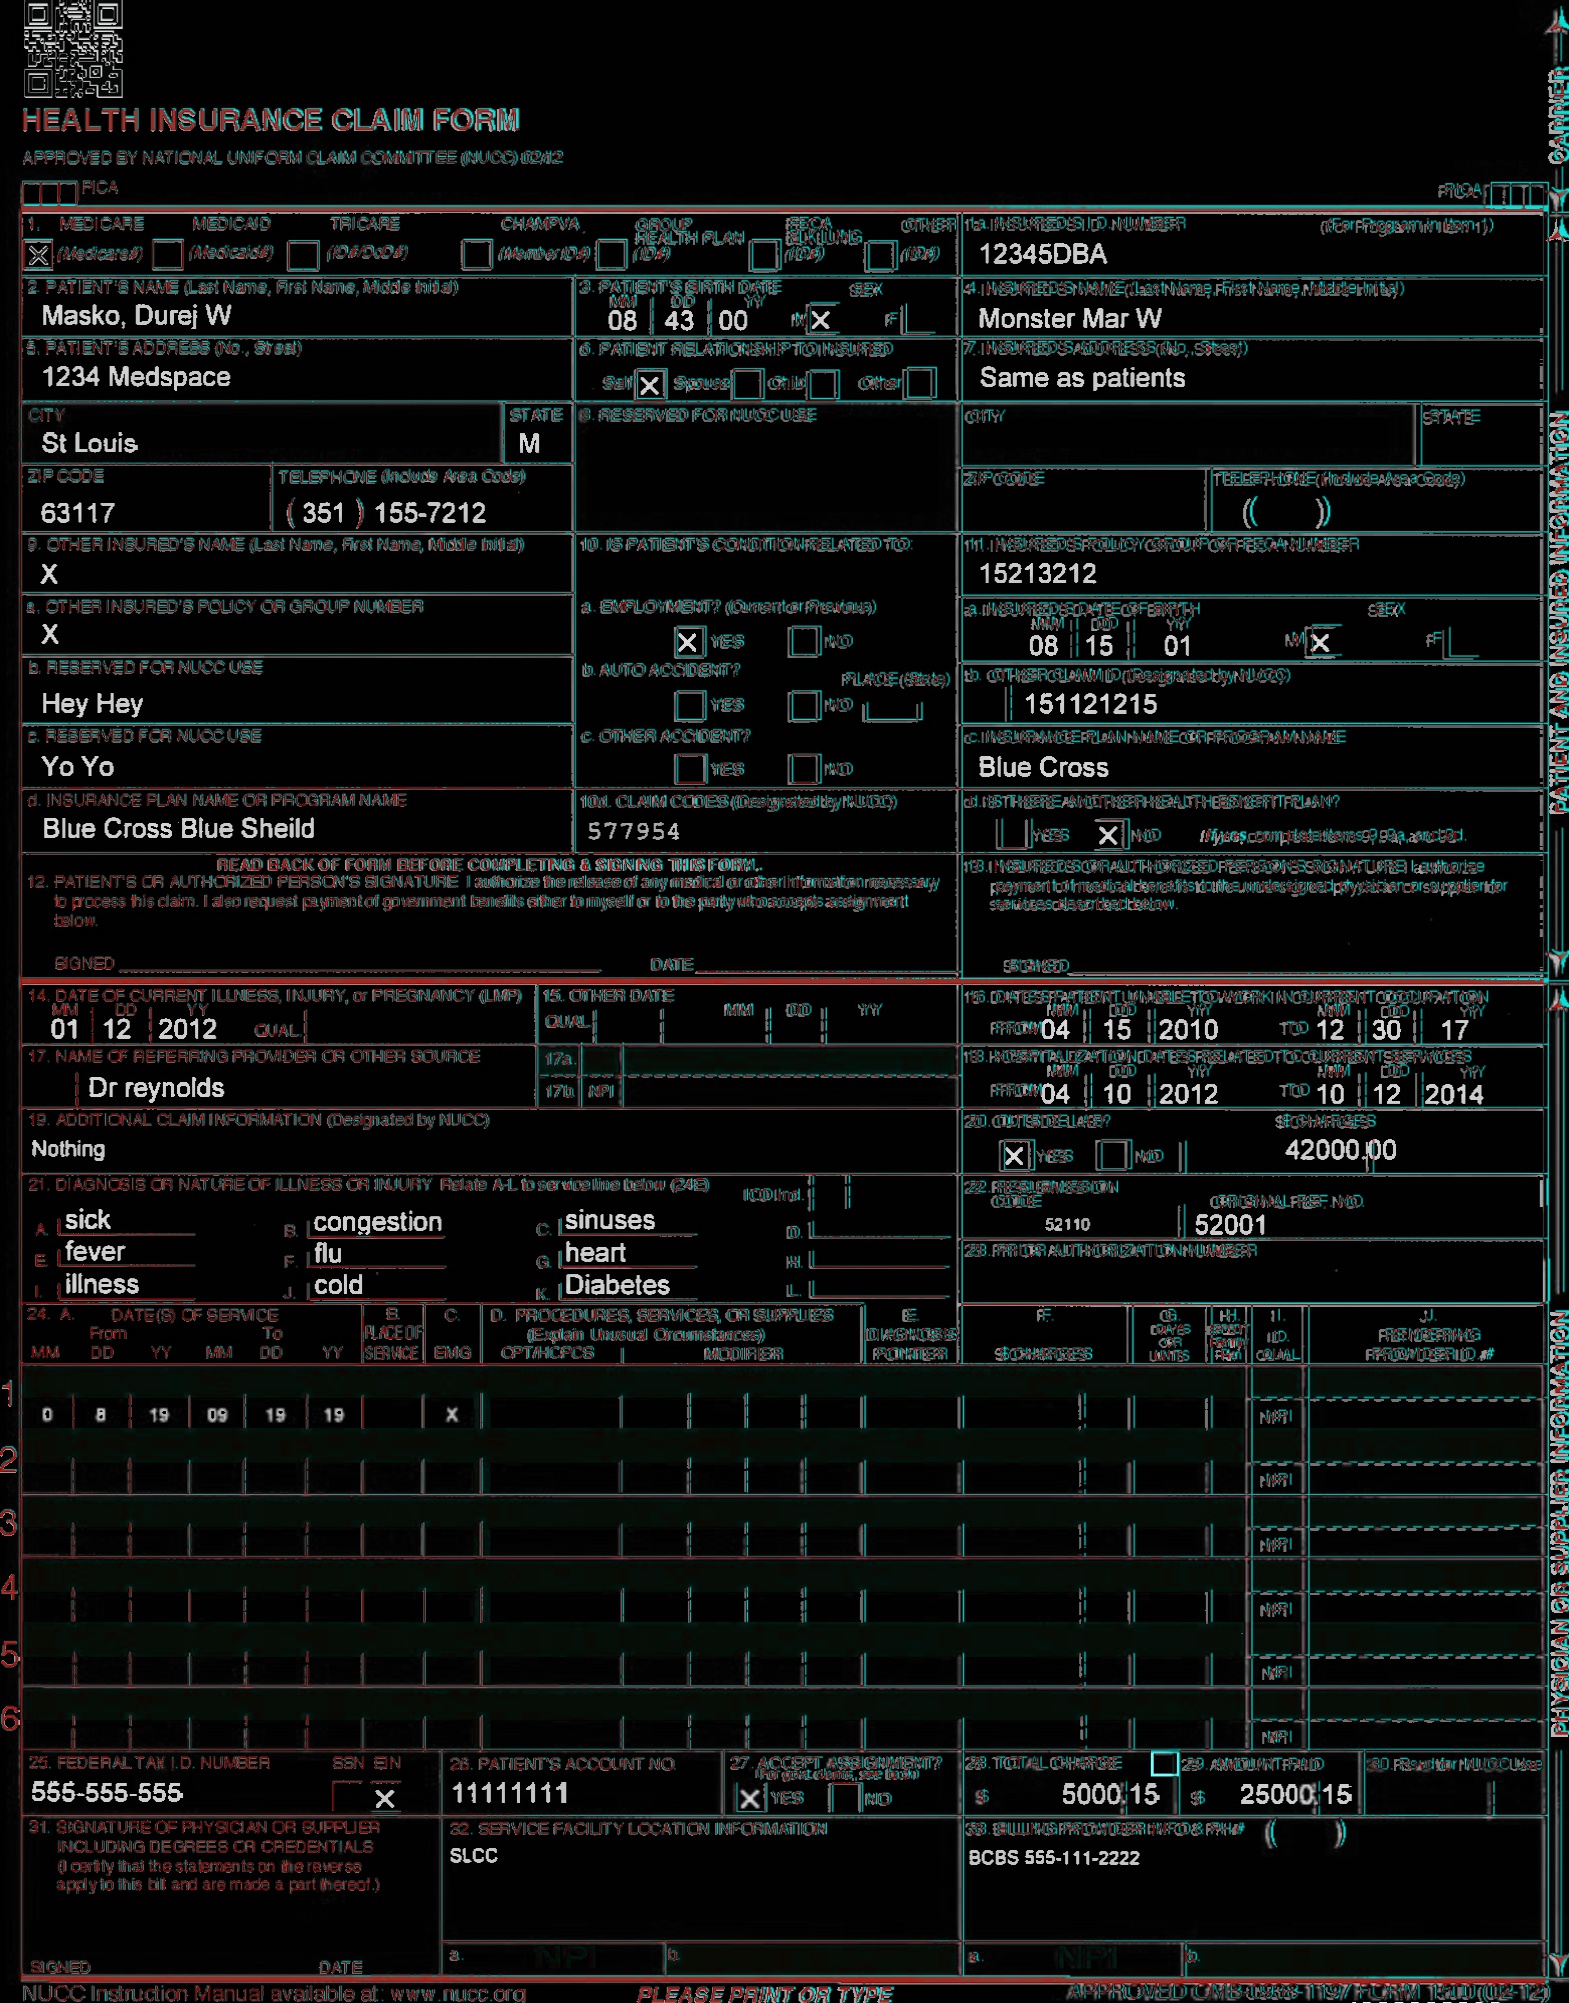 HEALTH INSURANCE CLAIM FORM
APPROVED BY NATIONAL UNIFORM CLAIM COMMITTEE (NUCC) 02/12
PICA
PICA
CARRIER
1. MEDICARE MEDICAID TRICARE CHAMPVA GROUP HEALTH PLAN FECA BLK LUNG OTHER
(Medicare#) (Medicaid#) (ID#/DoD#) (Member ID#) (ID#) (ID#) (ID#)
X
1a. INSURED'S I.D. NUMBER (For Program in Item 1)
12345DBA
2. PATIENT'S NAME (Last Name, First Name, Middle Initial)
Masko, Durej W
3. PATIENT'S BIRTH DATE SEX
MM DD YY
08 43 00 M X F
4. INSURED'S NAME (Last Name, First Name, Middle Initial)
Monster Mar W
5. PATIENT'S ADDRESS (No., Street)
1234 Medspace
6. PATIENT RELATIONSHIP TO INSURED
Self X Spouse Child Other
7. INSURED'S ADDRESS (No., Street)
Same as patients
CITY STATE
St Louis M
8. RESERVED FOR NUCC USE
CITY STATE
ZIP CODE TELEPHONE (Include Area Code)
63117 ( 351 ) 155-7212
ZIP CODE TELEPHONE (Include Area Code)
( )
9. OTHER INSURED'S NAME (Last Name, First Name, Middle Initial)
X
10. IS PATIENT'S CONDITION RELATED TO:
11. INSURED'S POLICY GROUP OR FECA NUMBER
15213212
a. OTHER INSURED'S POLICY OR GROUP NUMBER
X
a. EMPLOYMENT? (Current or Previous)
X YES NO
a. INSURED'S DATE OF BIRTH SEX
MM DD YY
08 15 01 M X F
b. RESERVED FOR NUCC USE
Hey Hey
b. AUTO ACCIDENT? PLACE (State)
YES NO
b. OTHER CLAIM ID (Designated by NUCC)
151121215
c. RESERVED FOR NUCC USE
Yo Yo
c. OTHER ACCIDENT?
YES NO
c. INSURANCE PLAN NAME OR PROGRAM NAME
Blue Cross
d. INSURANCE PLAN NAME OR PROGRAM NAME
Blue Cross Blue Sheild
10d. CLAIM CODES (Designated by NUCC)
577954
d. IS THERE ANOTHER HEALTH BENEFIT PLAN?
YES X NO If yes, complete items 9, 9a, and 9d.
PATIENT AND INSURED INFORMATION
READ BACK OF FORM BEFORE COMPLETING & SIGNING THIS FORM.
12. PATIENT'S OR AUTHORIZED PERSON'S SIGNATURE I authorize the release of any medical or other information necessary
to process this claim. I also request payment of government benefits either to myself or to the party who accepts assignment
below.
SIGNED DATE
13. INSURED'S OR AUTHORIZED PERSON'S SIGNATURE I authorize
payment of medical benefits to the undersigned physician or supplier for
services described below.
SIGNED
14. DATE OF CURRENT ILLNESS, INJURY, or PREGNANCY (LMP)
MM DD YY
01 12 2012 QUAL.
15. OTHER DATE
QUAL. MM DD YY
16. DATES PATIENT UNABLE TO WORK IN CURRENT OCCUPATION
MM DD YY MM DD YY
FROM 04 15 2010 TO 12 30 17
17. NAME OF REFERRING PROVIDER OR OTHER SOURCE
Dr reynolds
17a.
17b. NPI
18. HOSPITALIZATION DATES RELATED TO CURRENT SERVICES
MM DD YY MM DD YY
FROM 04 10 2012 TO 10 12 2014
19. ADDITIONAL CLAIM INFORMATION (Designated by NUCC)
Nothing
20. OUTSIDE LAB? $ CHARGES
X YES NO 42000.00
21. DIAGNOSIS OR NATURE OF ILLNESS OR INJURY Relate A-L to service line below (24E) ICD Ind.
A. sick B. congestion C. sinuses D.
E. fever F. flu G. heart H.
I. illness J. cold K. Diabetes L.
22. RESUBMISSION CODE ORIGINAL REF. NO.
52110 52001
23. PRIOR AUTHORIZATION NUMBER
24. A. DATE(S) OF SERVICE B. C. D. PROCEDURES, SERVICES, OR SUPPLIES E. F. G. H. I. J.
From To PLACE OF (Explain Unusual Circumstances) DIAGNOSIS DAYS OR UNITS ID. RENDERING
MM DD YY MM DD YY SERVICE EMG CPT/HCPCS MODIFIER POINTER $ CHARGES QUAL. PROVIDER ID. #
1
0 8 19 09 19 19 X NPI
2
NPI
3
NPI
4
NPI
5
NPI
6
NPI
PHYSICIAN OR SUPPLIER INFORMATION
25. FEDERAL TAX I.D. NUMBER SSN EIN
555-555-555 X
26. PATIENT'S ACCOUNT NO.
11111111
27. ACCEPT ASSIGNMENT?
(For govt. claims, see back)
X YES NO
28. TOTAL CHARGE
$ 5000 15
29. AMOUNT PAID
$ 25000 15
30. Rsvd for NUCC Use
31. SIGNATURE OF PHYSICIAN OR SUPPLIER
INCLUDING DEGREES OR CREDENTIALS
(I certify that the statements on the reverse
apply to this bill and are made a part thereof.)
SIGNED DATE
32. SERVICE FACILITY LOCATION INFORMATION
SLCC
a. NPI b.
33. BILLING PROVIDER INFO & PH # ( )
BCBS 555-111-2222
a. NPI b.
NUCC Instruction Manual available at: www.nucc.org
PLEASE PRINT OR TYPE
APPROVED OMB-0938-1197 FORM 1500 (02-12)